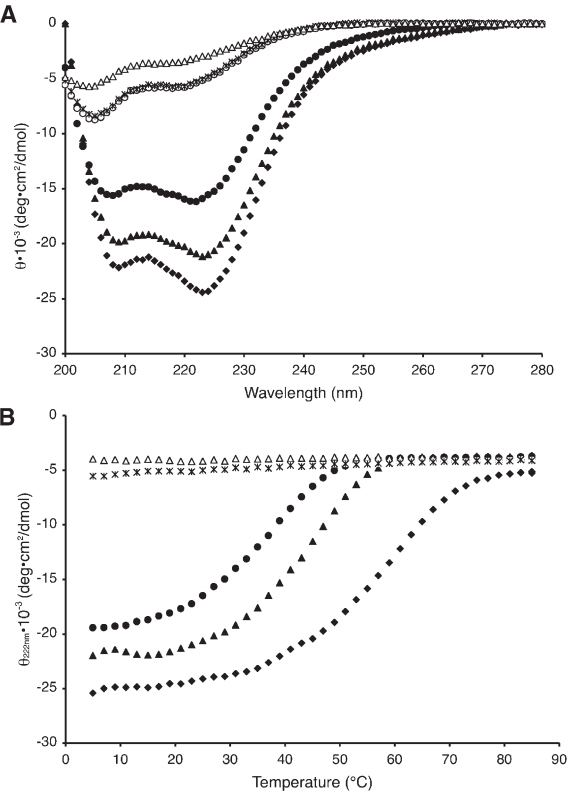 A
0
-5
-10
-15
-20
-25
-30
θ•10⁻³ (deg•cm²/dmol)
200 210 220 230 240 250 260 270 280
Wavelength (nm)
B
0
-5
-10
-15
-20
-25
-30
θ₂₂₂ₙₘ•10⁻³ (deg•cm²/dmol)
0 10 20 30 40 50 60 70 80 90
Temperature (°C)